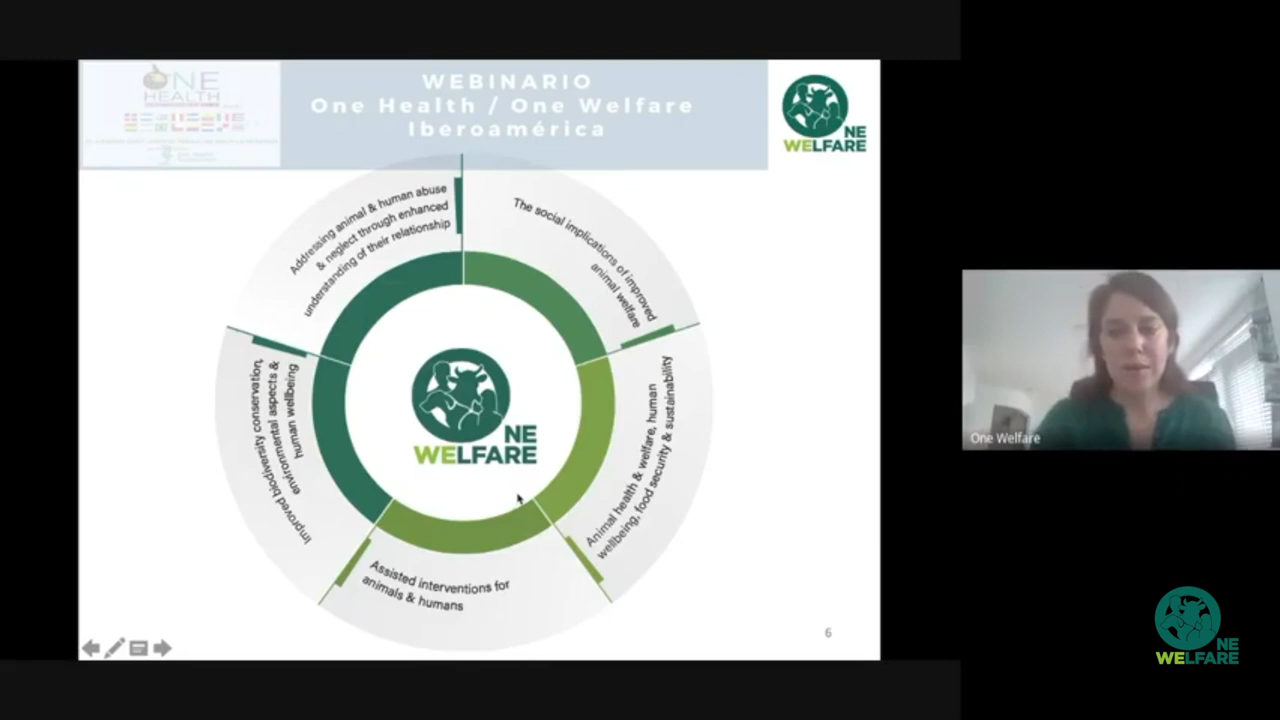 ONE
HEALTH
WEBINARIO
One Health / One Welfare
Iberoamérica
ONE
WELFARE
Addressing animal & human abuse
& neglect through enhanced
understanding of their relationship
The social implications of improved
animal welfare
Animal health & welfare, human
wellbeing, food security & sustainability
Assisted interventions for
animals & humans
Improved biodiversity conservation,
environmental aspects &
human wellbeing
ONE
WELFARE
6
One Welfare
ONE
WELFARE